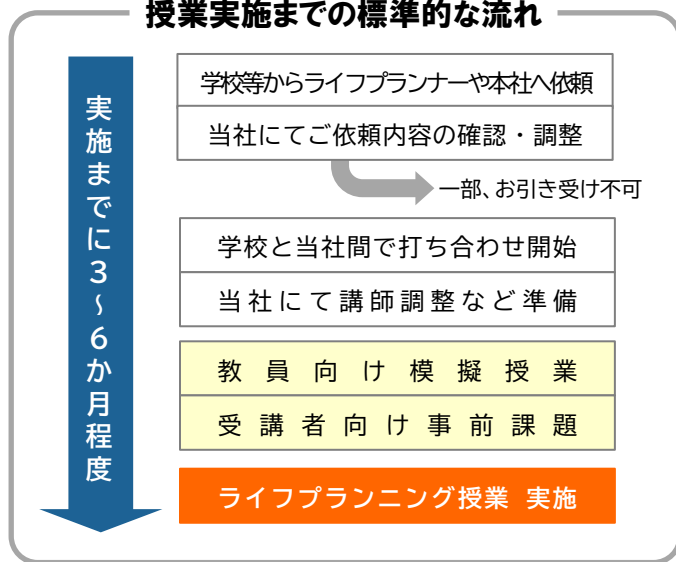 授業実施までの標準的な流れ
実施までに3~6か月程度
学校等からライフプランナーや本社へ依頼
当社にてご依頼内容の確認・調整
一部、お引き受け不可
学校と当社間で打ち合わせ開始
当社にて講師調整など準備
教員向け模擬授業
受講者向け事前課題
ライフプランニング授業 実施